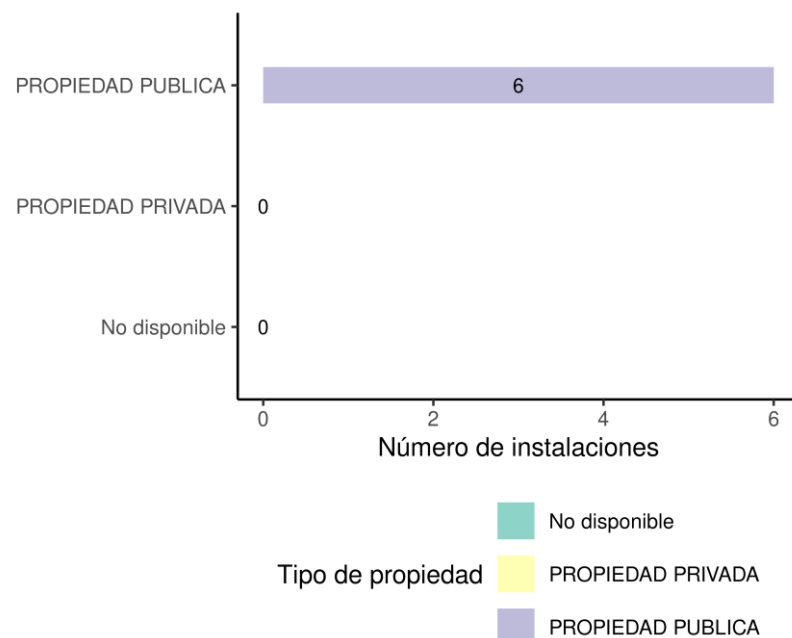 PROPIEDAD PUBLICA
6
PROPIEDAD PRIVADA
0
No disponible
0
0 2 4 6
Número de instalaciones
Tipo de propiedad
No disponible
PROPIEDAD PRIVADA
PROPIEDAD PUBLICA